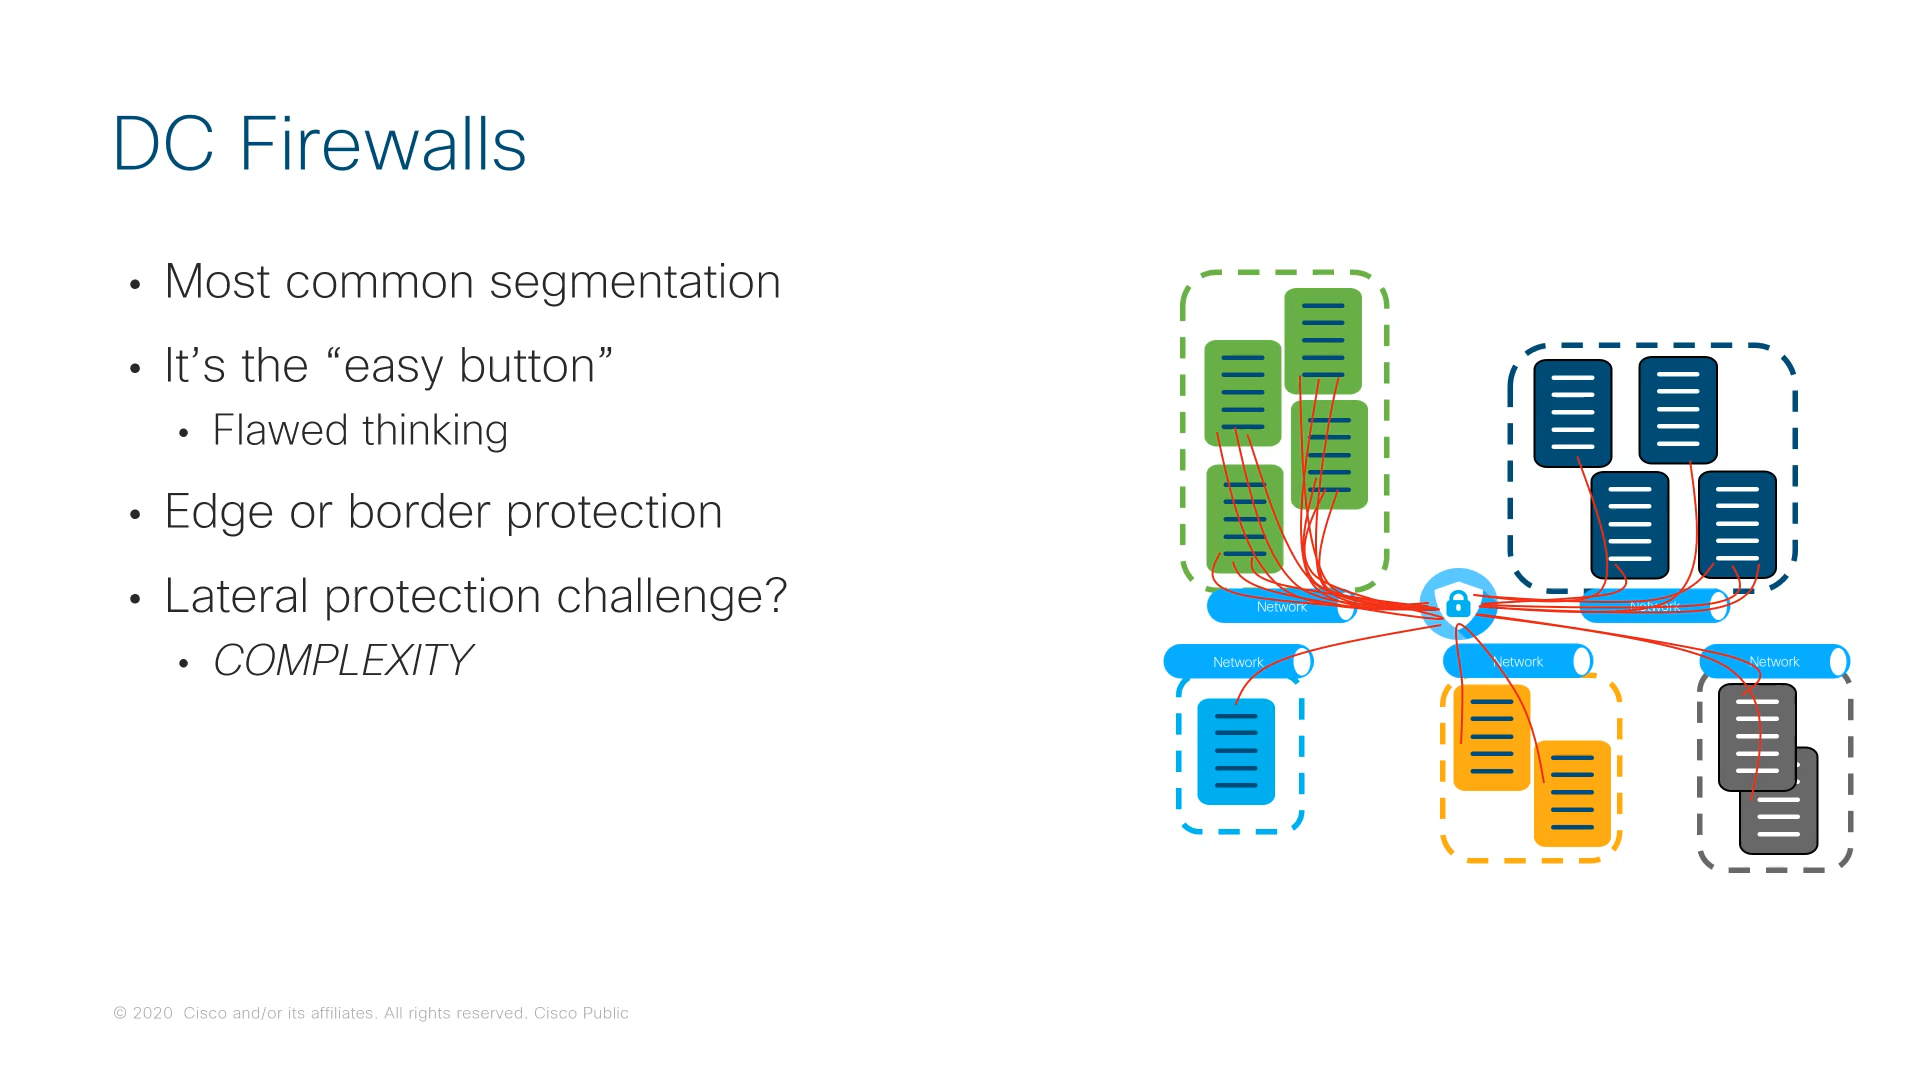 DC Firewalls
• Most common segmentation
• It’s the “easy button”
• Flawed thinking
• Edge or border protection
• Lateral protection challenge?
• COMPLEXITY
Network
Network
Network
Network
Network
© 2020 Cisco and/or its affiliates. All rights reserved. Cisco Public